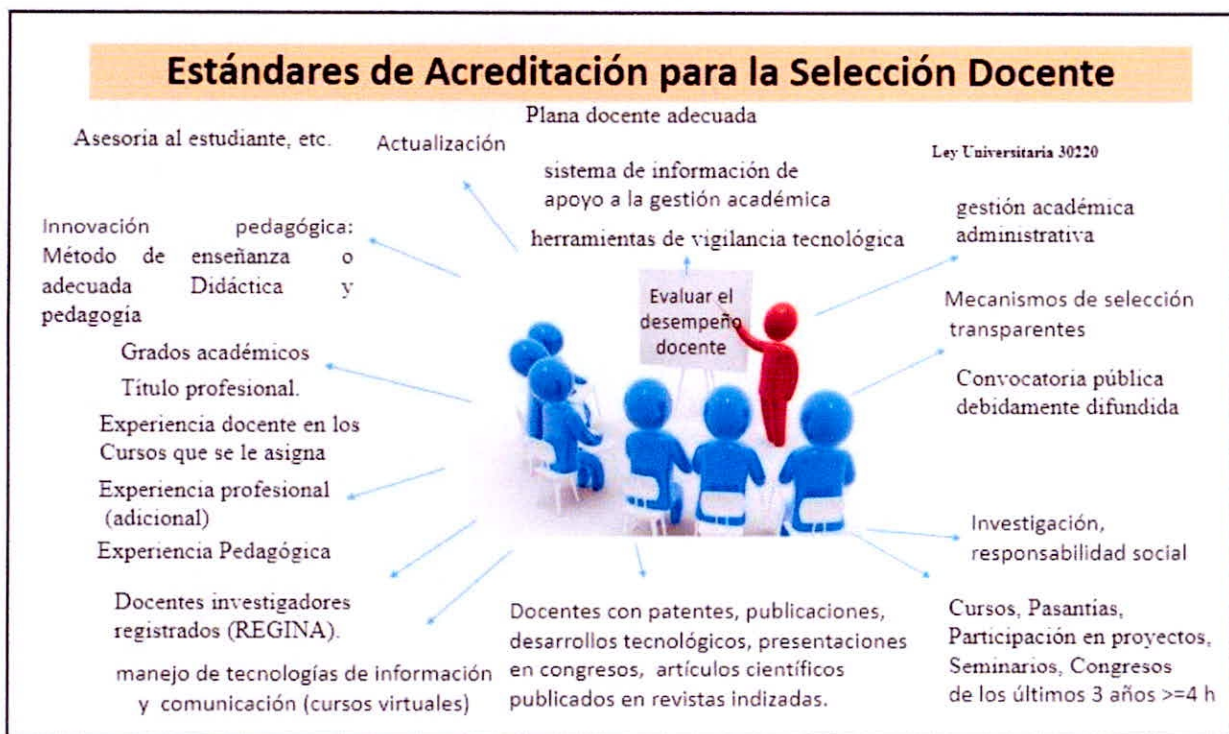 Estándares de Acreditación para la Selección Docente
Plana docente adecuada
Asesoria al estudiante, etc.
Actualización
Ley Universitaria 30220
sistema de información de
apoyo a la gestión académica
herramientas de vigilancia tecnológica
gestión académica
administrativa
Innovación pedagógica:
Método de enseñanza o
adecuada Didáctica y
pedagogía
Evaluar el
desempeño
docente
Mecanismos de selección
transparentes
Grados académicos
Título profesional.
Convocatoria pública
debidamente difundida
Experiencia docente en los
Cursos que se le asigna
Experiencia profesional
(adicional)
Experiencia Pedagógica
Investigación,
responsabilidad social
Docentes investigadores
registrados (REGINA).
manejo de tecnologías de información
y comunicación (cursos virtuales)
Docentes con patentes, publicaciones,
desarrollos tecnológicos, presentaciones
en congresos, artículos científicos
publicados en revistas indizadas.
Cursos, Pasantías,
Participación en proyectos,
Seminarios, Congresos
de los últimos 3 años >=4 h